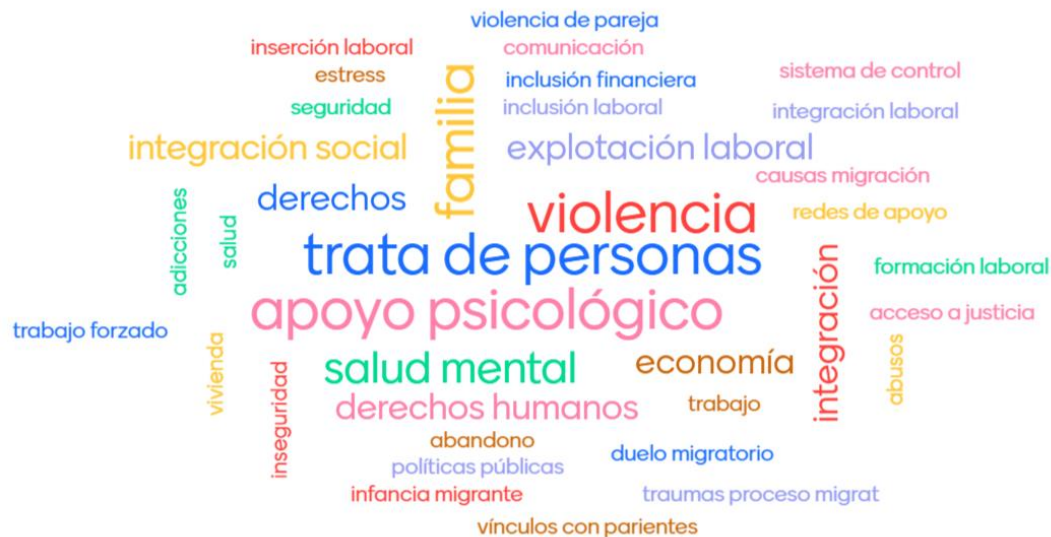 violencia de pareja
inserción laboral
comunicación
estress
inclusión financiera
sistema de control
seguridad
familia
inclusión laboral
integración laboral
integración social
explotación laboral
causas migración
adicciones
salud
derechos
violencia
redes de apoyo
trata de personas
integración
formación laboral
apoyo psicológico
acceso a justicia
trabajo forzado
vivienda
inseguridad
salud mental
economía
abusos
derechos humanos
trabajo
abandono
duelo migratorio
políticas públicas
infancia migrante
traumas proceso migrat
vínculos con parientes